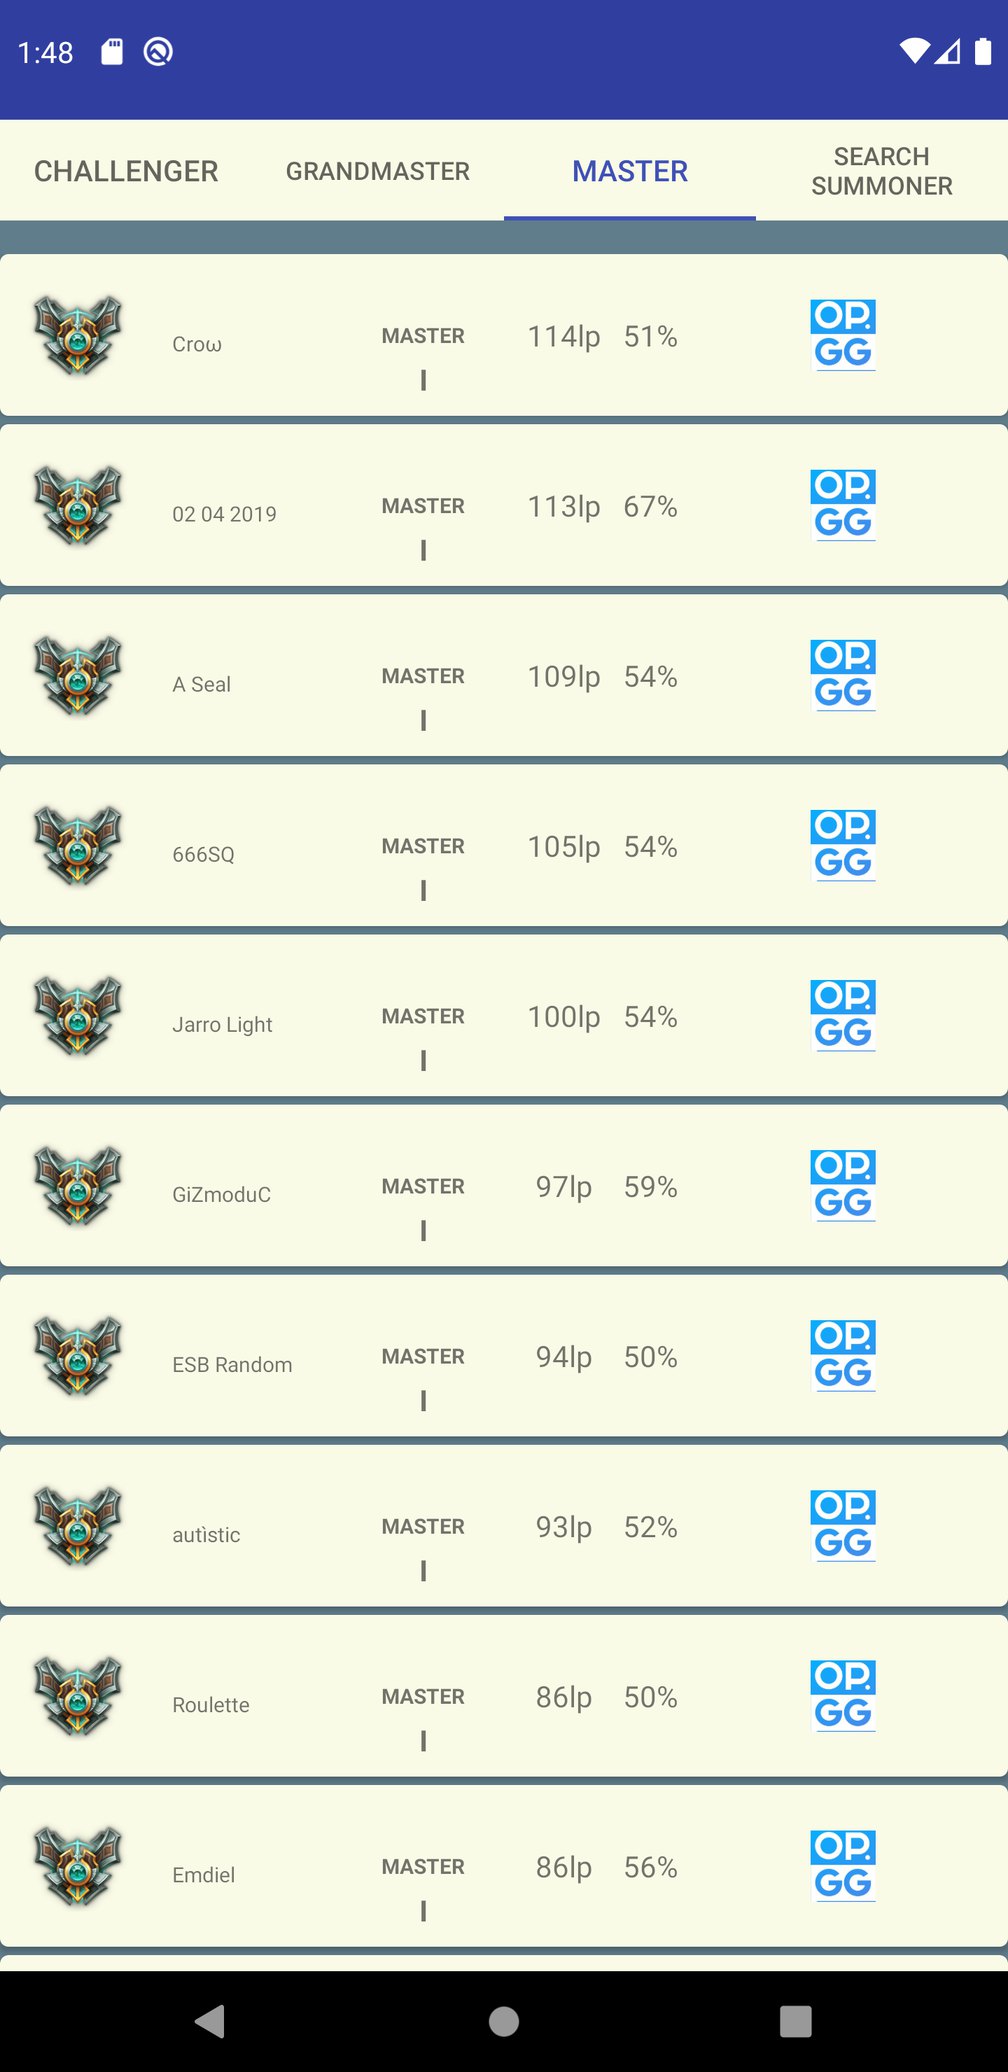 1:48
CHALLENGER
GRANDMASTER
MASTER
SEARCH
SUMMONER
Croω
MASTER
I
114lp
51%
OP.
GG
02 04 2019
MASTER
I
113lp
67%
OP.
GG
A Seal
MASTER
I
109lp
54%
OP.
GG
666SQ
MASTER
I
105lp
54%
OP.
GG
Jarro Light
MASTER
I
100lp
54%
OP.
GG
GiZmoduC
MASTER
I
97lp
59%
OP.
GG
ESB Random
MASTER
I
94lp
50%
OP.
GG
autìstic
MASTER
I
93lp
52%
OP.
GG
Roulette
MASTER
I
86lp
50%
OP.
GG
Emdiel
MASTER
I
86lp
56%
OP.
GG